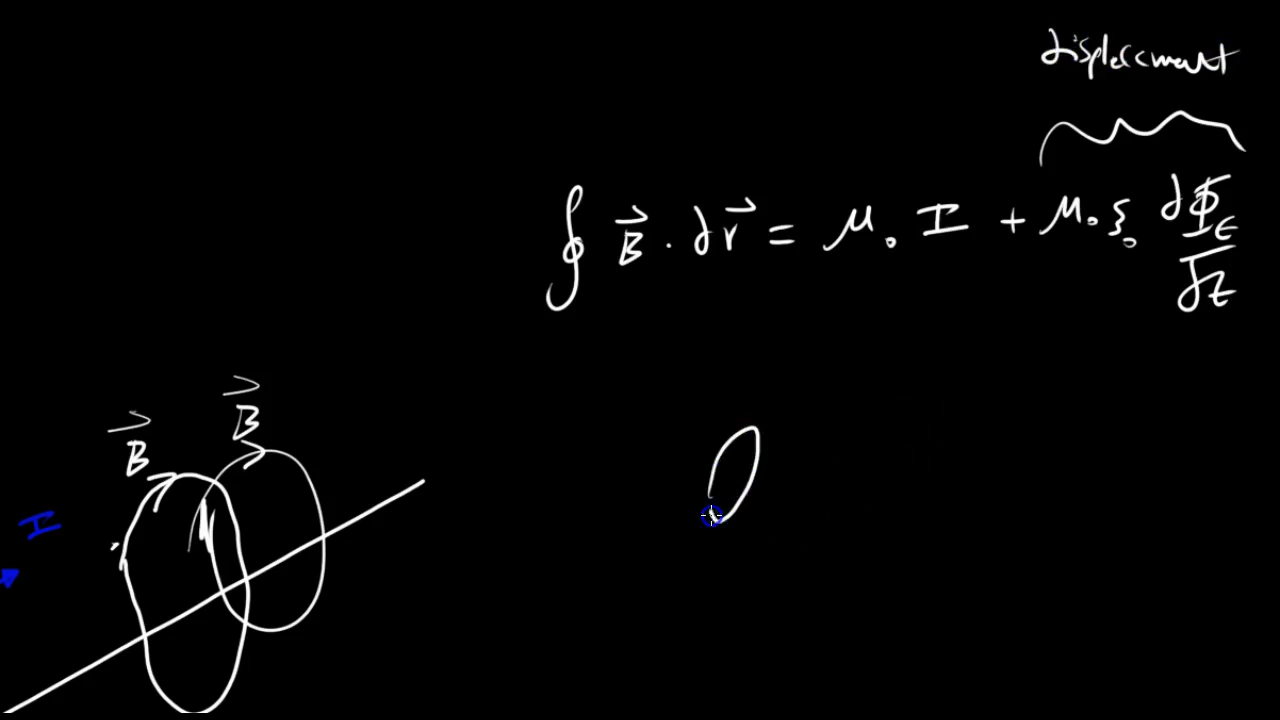 displacement
∮ B⃗ · dr⃗ = μ₀ I + μ₀ ε₀ dΦ_E/dt
B⃗
B⃗
I